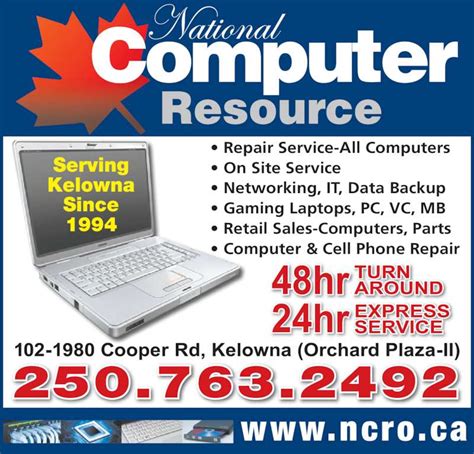 National
Computer
Resource
Serving
Kelowna
Since
1994
• Repair Service-All Computers
• On Site Service
• Networking, IT, Data Backup
• Gaming Laptops, PC, VC, MB
• Retail Sales-Computers, Parts
• Computer & Cell Phone Repair
48hr TURN AROUND
24hr EXPRESS SERVICE
102-1980 Cooper Rd, Kelowna (Orchard Plaza-II)
250.763.2492
www.ncro.ca